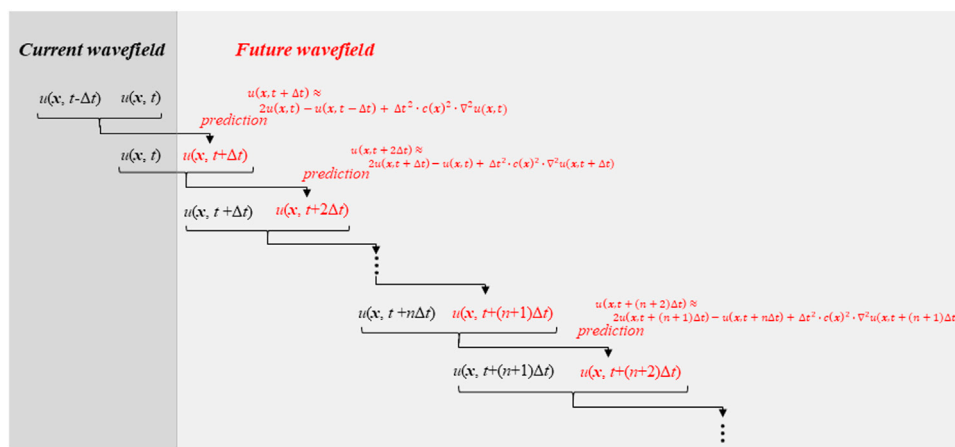 Current wavefield Future wavefield
u(x, t-Δt) u(x, t)
u(x, t + Δt) ≈
2u(x,t) − u(x, t − Δt) + Δt² · c(x)² · ∇²u(x,t)
prediction
u(x, t) u(x, t+Δt)
u(x,t + 2Δt) ≈
2u(x,t + Δt) − u(x,t) + Δt² · c(x)² · ∇²u(x,t + Δt)
prediction
u(x, t +Δt) u(x, t+2Δt)
u(x, t +nΔt) u(x, t+(n+1)Δt)
u(x,t + (n + 2)Δt) ≈
2u(x,t + (n + 1)Δt) − u(x,t + nΔt) + Δt² · c(x)² · ∇²u(x,t + (n + 1)Δt
prediction
u(x, t+(n+1)Δt) u(x, t+(n+2)Δt)